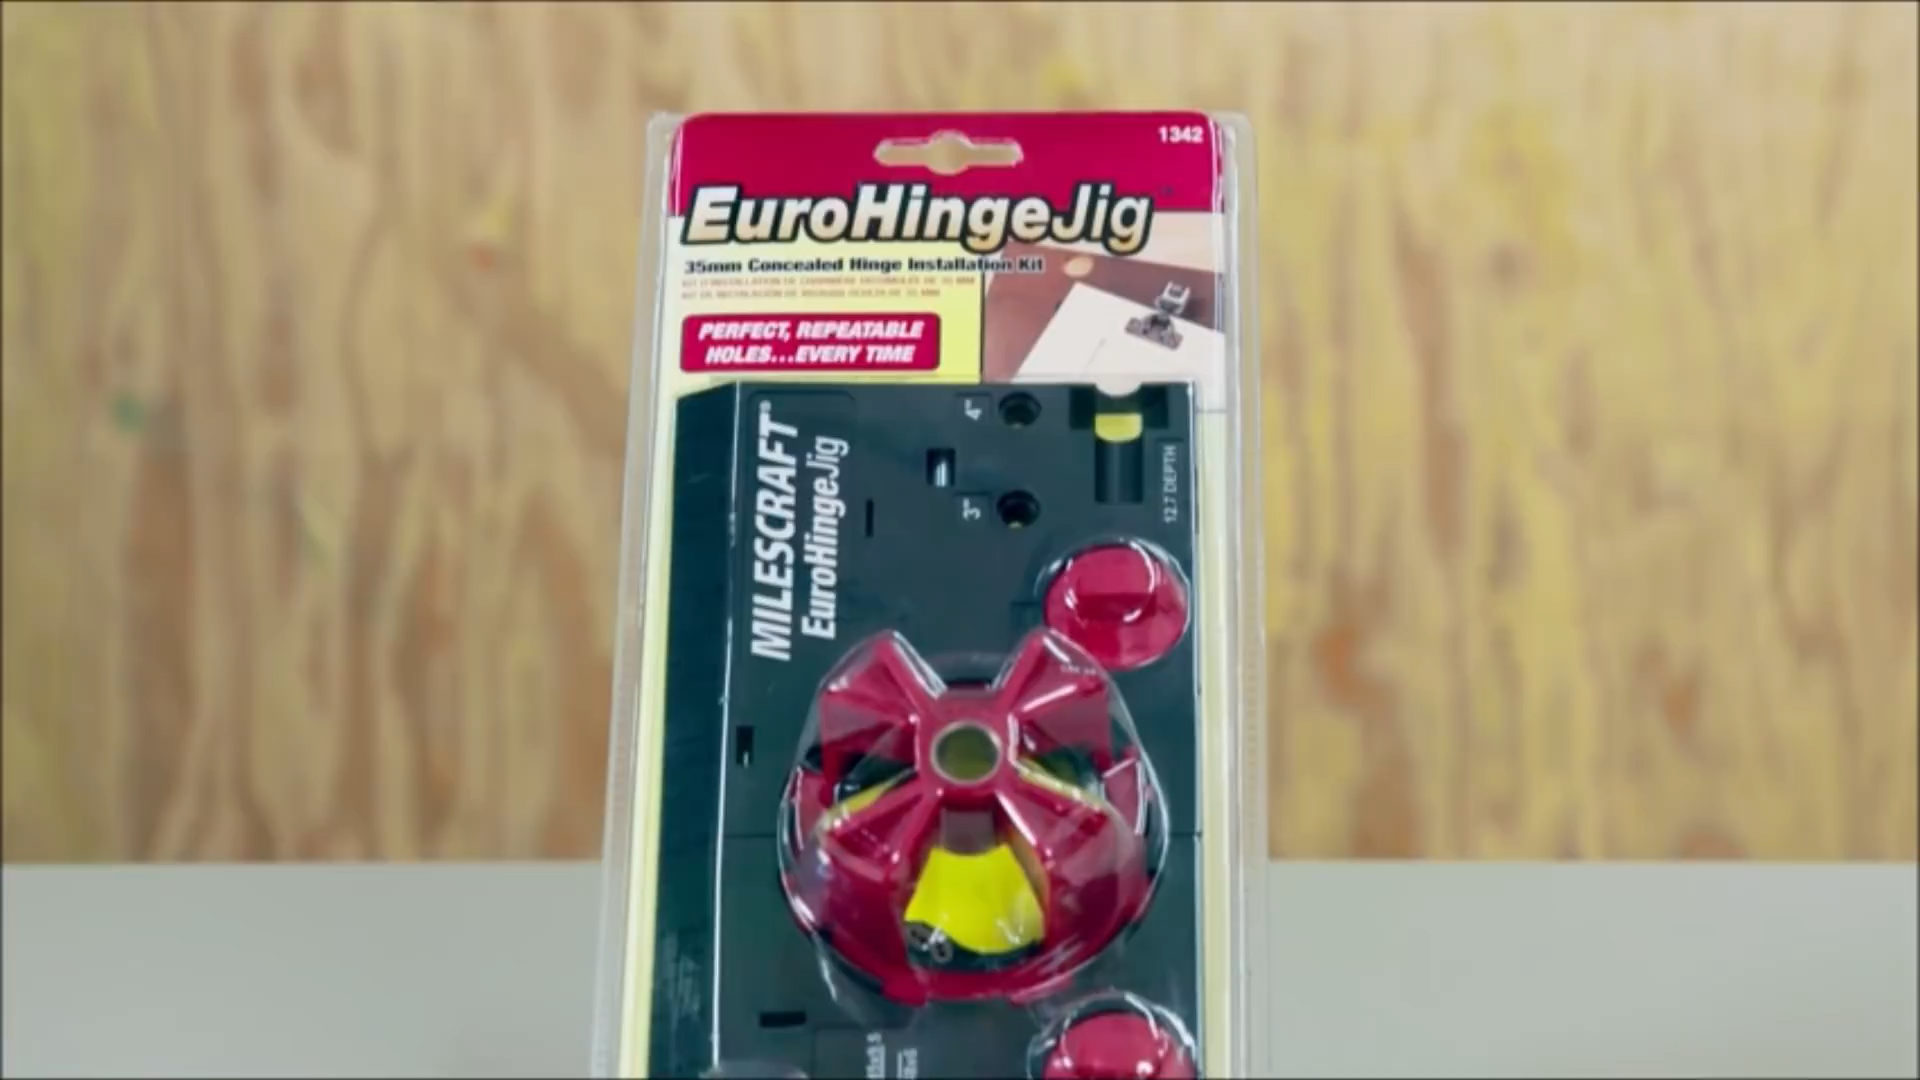 1342
EuroHingeJig
35mm Concealed Hinge Installation Kit
PERFECT, REPEATABLE
HOLES...EVERY TIME
4"
3"
12.7 DEPTH
MILESCRAFT®
EuroHingeJig